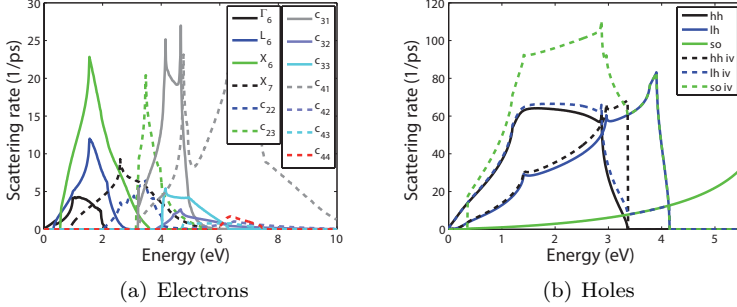 Scattering rate (1/ps)
30
25
20
15
10
5
0
0 2 4 6 8 10
Energy (eV)
Γ6
L6
X6
X7
c22
c23
c31
c32
c33
c41
c42
c43
c44
(a) Electrons
Scattering rate (1/ps)
120
100
80
60
40
20
0
0 1 2 3 4 5
Energy (eV)
hh
lh
so
hh iv
lh iv
so iv
(b) Holes